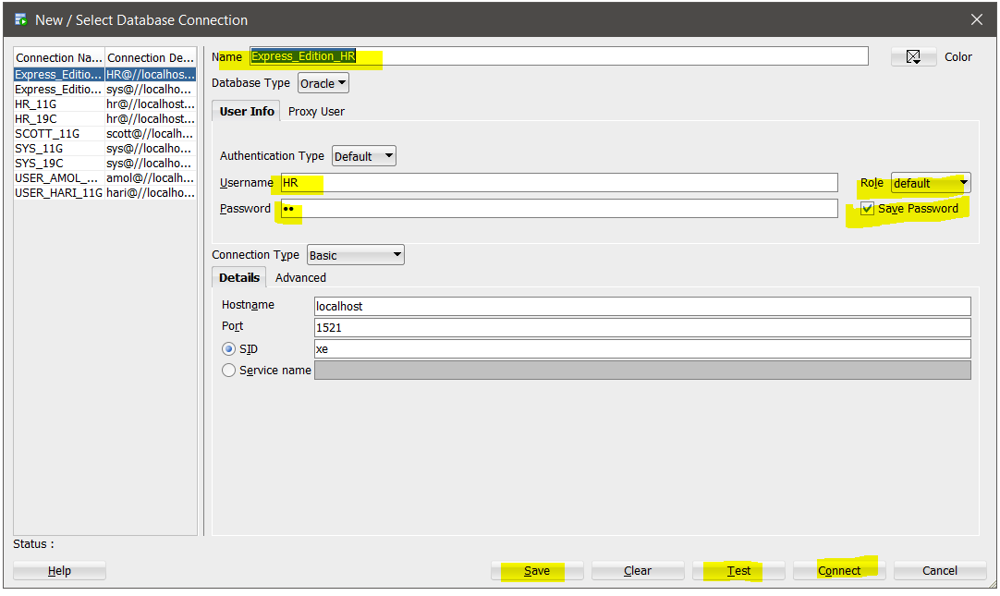 New / Select Database Connection
Connection Na... Connection De...
Express_Editio... HR@//localhos...
Express_Editio... sys@//localho...
HR_11G hr@//localhost...
HR_19C hr@//localhost...
SCOTT_11G scott@//localh...
SYS_11G sys@//localho...
SYS_19C sys@//localho...
USER_AMOL_... amol@//localh...
USER_HARI_11G hari@//localho...
Name Express_Edition_HR Color
Database Type Oracle
User Info Proxy User
Authentication Type Default
Username HR Role default
Password •• Save Password
Connection Type Basic
Details Advanced
Hostname localhost
Port 1521
SID xe
Service name
Status :
Help Save Clear Test Connect Cancel